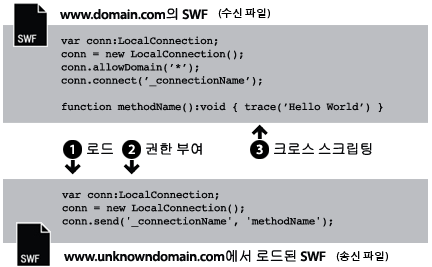 www.domain.com의 SWF (수신 파일)
SWF
var conn:LocalConnection;
conn = new LocalConnection();
conn.allowDomain('*');
conn.connect('_connectionName');
function methodName():void { trace('Hello World') }
1 로드 2 권한 부여 3 크로스 스크립팅
var conn:LocalConnection;
conn = new LocalConnection();
conn.send('_connectionName', 'methodName');
SWF
www.unknowndomain.com에서 로드된 SWF (송신 파일)